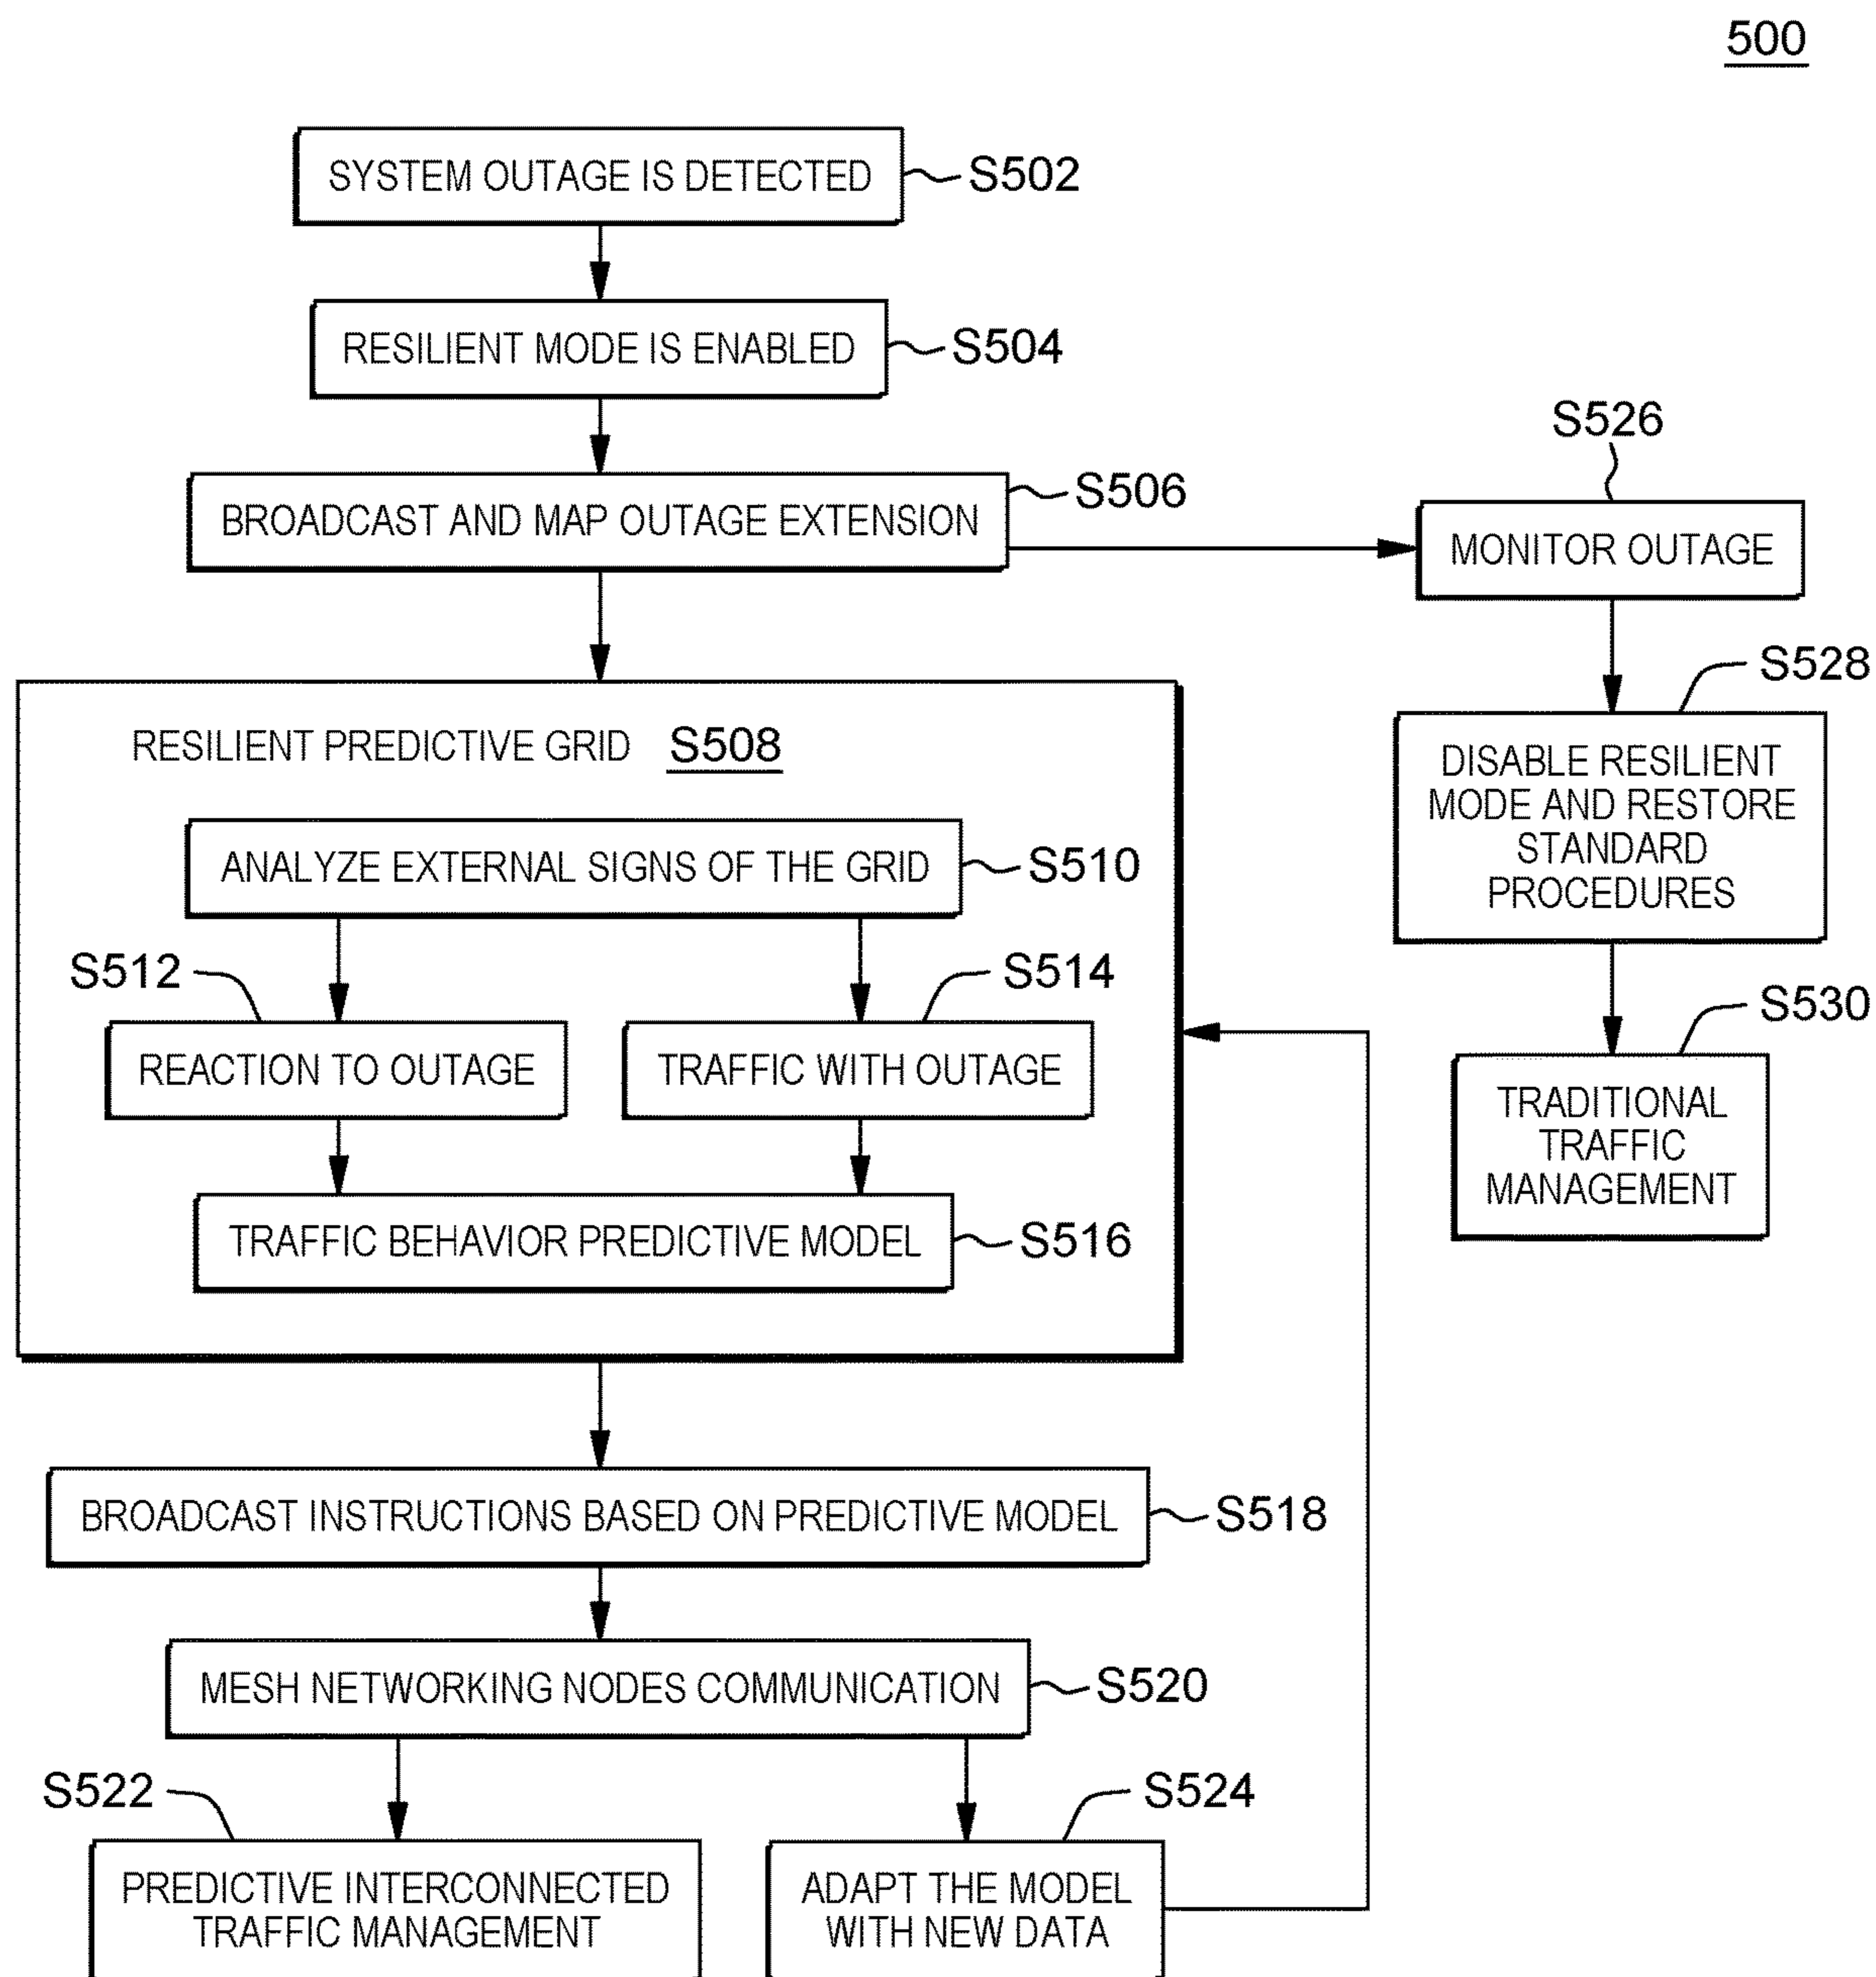 500
SYSTEM OUTAGE IS DETECTED
S502
RESILIENT MODE IS ENABLED
S504
BROADCAST AND MAP OUTAGE EXTENSION
S506
S526
MONITOR OUTAGE
S528
DISABLE RESILIENT
MODE AND RESTORE
STANDARD
PROCEDURES
S530
TRADITIONAL
TRAFFIC
MANAGEMENT
RESILIENT PREDICTIVE GRID S508
ANALYZE EXTERNAL SIGNS OF THE GRID
S510
S512
REACTION TO OUTAGE
S514
TRAFFIC WITH OUTAGE
TRAFFIC BEHAVIOR PREDICTIVE MODEL
S516
BROADCAST INSTRUCTIONS BASED ON PREDICTIVE MODEL
S518
MESH NETWORKING NODES COMMUNICATION
S520
S522
PREDICTIVE INTERCONNECTED
TRAFFIC MANAGEMENT
S524
ADAPT THE MODEL
WITH NEW DATA